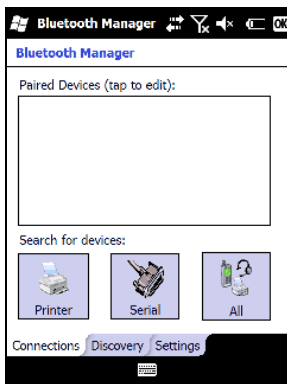 Bluetooth Manager OK
Bluetooth Manager
Paired Devices (tap to edit):
Search for devices:
Printer Serial All
Connections Discovery Settings